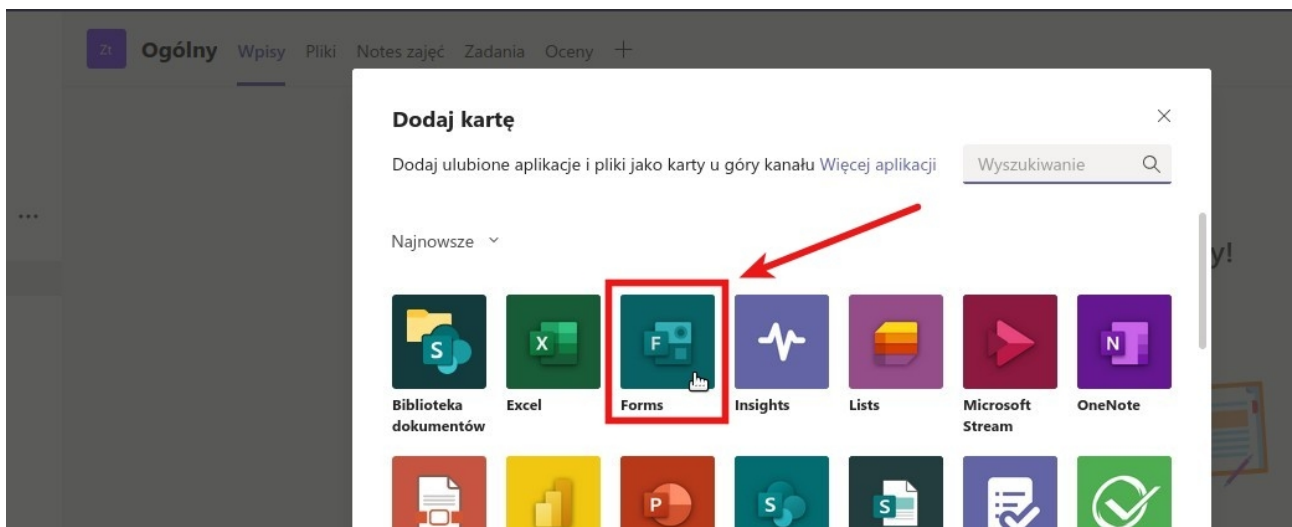 Zt Ogólny Wpisy Pliki Notes zajęć Zadania Oceny +
Dodaj kartę
Dodaj ulubione aplikacje i pliki jako karty u góry kanału Więcej aplikacji
Wyszukiwanie
...
Najnowsze
y!
S X F N
Biblioteka dokumentów
Excel
Forms
Insights
Lists
Microsoft Stream
OneNote
P S S